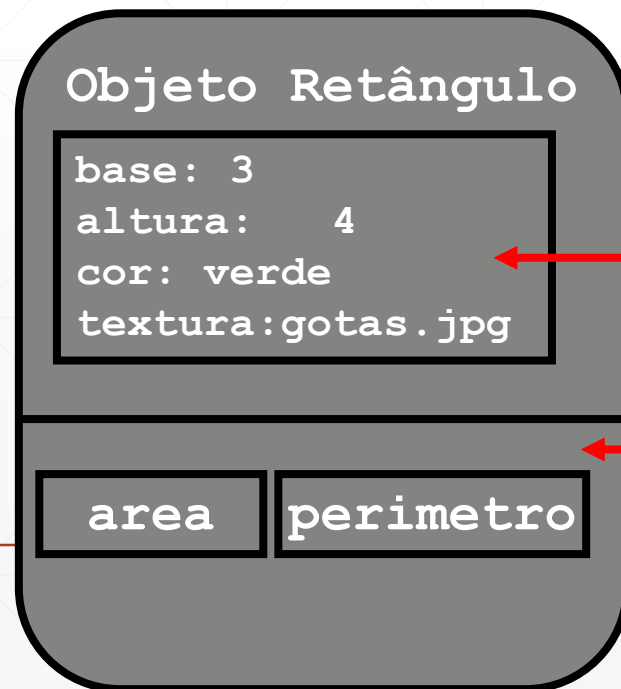 Objeto Retângulo
base: 3
altura: 4
cor: verde
textura:gotas.jpg
area
perimetro